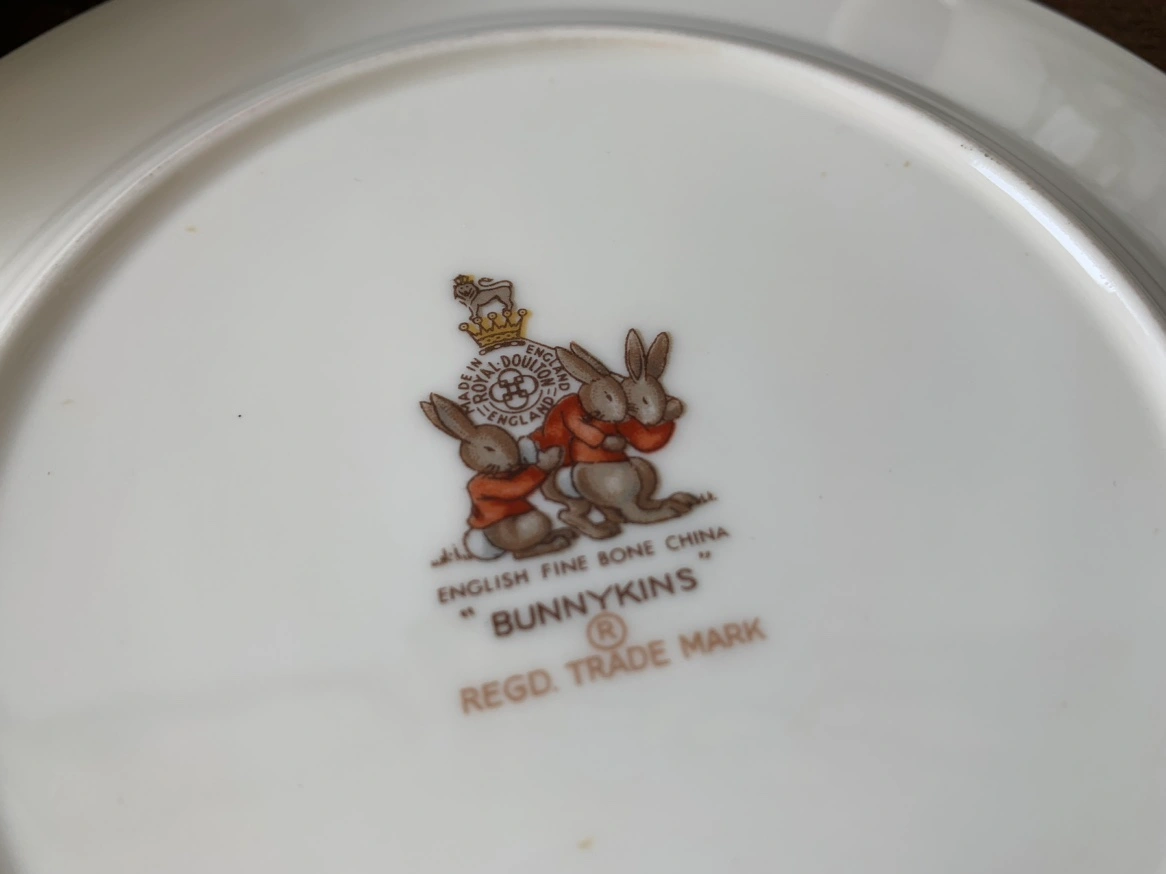 MADE IN ENGLAND
ROYAL·DOULTON
ENGLAND
ENGLISH FINE BONE CHINA
“ BUNNYKINS ”
®
REGD. TRADE MARK